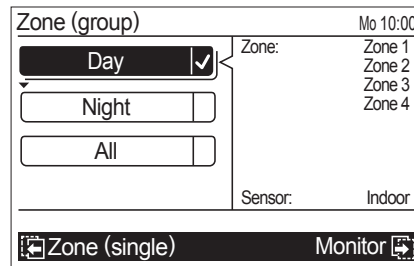 Zone (group) Mo 10:00
Day
Night
All
Zone: Zone 1
Zone 2
Zone 3
Zone 4
Sensor: Indoor
Zone (single) Monitor